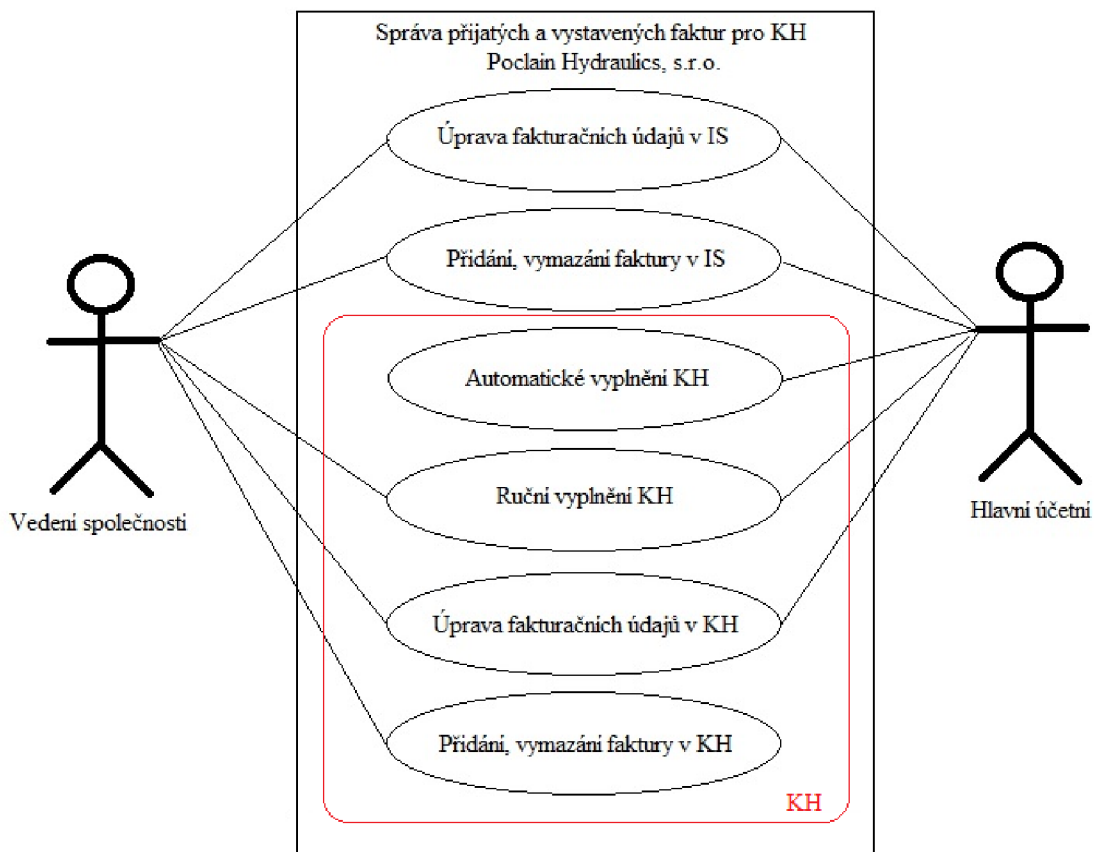 Správa přijatých a vystavených faktur pro KH
Poclain Hydraulics, s.r.o.
Úprava fakturačních údajů v IS
Přidání, vymazání faktury v IS
Automatické vyplnění KH
Ruční vyplnění KH
Vedení společnosti
Hlavní účetní
Úprava fakturačních údajů v KH
Přidání, vymazání faktury v KH
KH